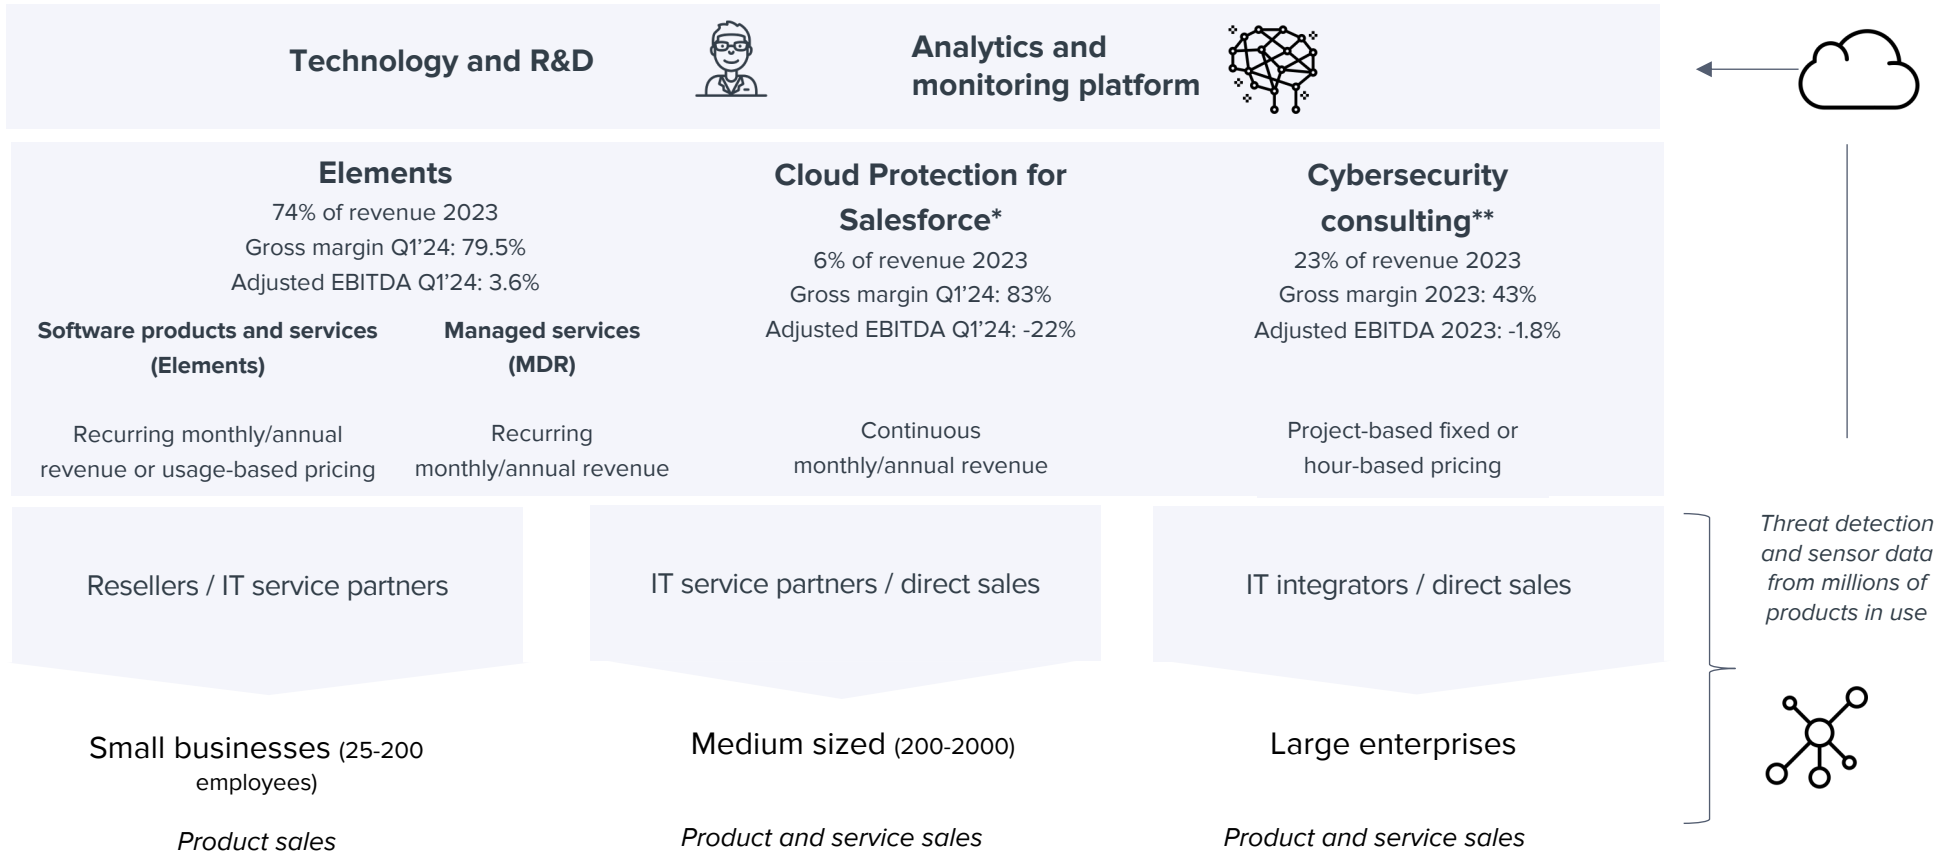 Technology and R&D
Analytics and
monitoring platform
Elements
74% of revenue 2023
Gross margin Q1’24: 79.5%
Adjusted EBITDA Q1’24: 3.6%
Software products and services
(Elements)
Recurring monthly/annual
revenue or usage-based pricing
Managed services
(MDR)
Recurring
monthly/annual revenue
Cloud Protection for
Salesforce*
6% of revenue 2023
Gross margin Q1’24: 83%
Adjusted EBITDA Q1’24: -22%
Continuous
monthly/annual revenue
Cybersecurity
consulting**
23% of revenue 2023
Gross margin 2023: 43%
Adjusted EBITDA 2023: -1.8%
Project-based fixed or
hour-based pricing
Resellers / IT service partners
IT service partners / direct sales
IT integrators / direct sales
Threat detection
and sensor data
from millions of
products in use
Small businesses (25-200
employees)
Product sales
Medium sized (200-2000)
Product and service sales
Large enterprises
Product and service sales